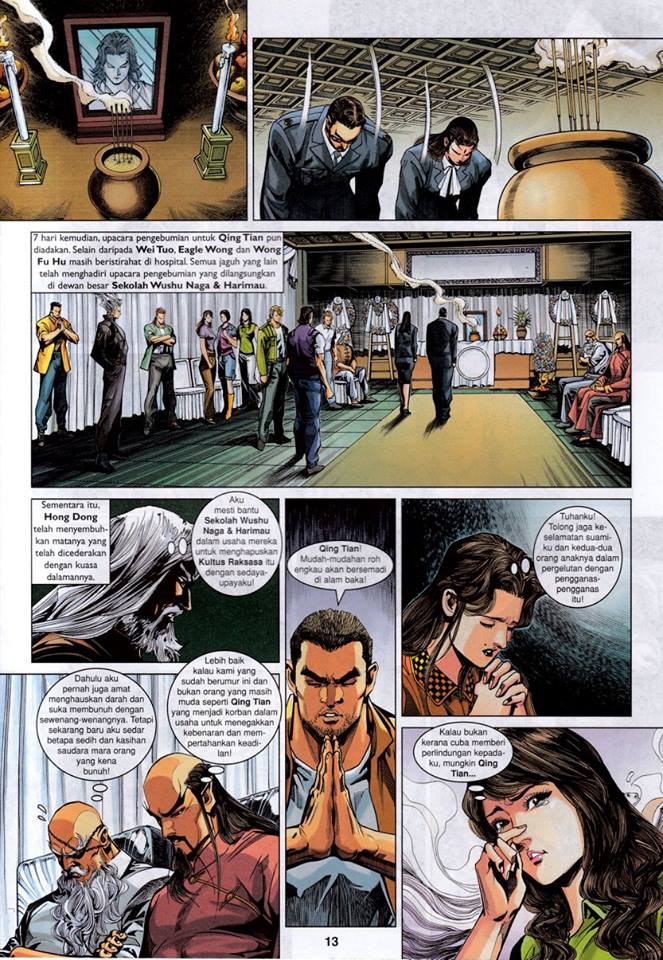 7 hari kemudian, upacara pengebumian untuk Qing Tian pun
diadakan. Selain daripada Wei Tuo, Eagle Wong dan Wong
Fu Hu masih beristirahat di hospital. Semua jaguh yang lain
telah menghadiri upacara pengebumian yang dilangsungkan
di dewan besar Sekolah Wushu Naga & Harimau.
Sementara itu,
Hong Dong
telah menyembuh-
kan matanya yang
telah dicederakan
dengan kuasa
dalamannya.
Aku
mesti bantu
Sekolah Wushu
Naga & Harimau
dalam usaha mereka
untuk menghapuskan
Kultus Raksasa itu
dengan sedaya-
upayaku!
Qing Tian!
Mudah-mudahan roh
engkau akan bersemadi
di alam baka!
Tuhanku!
Tolong jaga ke-
selamatan suami-
ku dan kedua-dua
orang anaknya dalam
pergelutan dengan
pengganas-
pengganas
itu!
Dahulu aku
pernah juga amat
menghauskan darah dan
suka membunuh dengan
sewenang-wenangnya. Tetapi
sekarang baru aku sedar
betapa sedih dan kasihan
saudara mara orang
yang kena
bunuh!
Lebih baik
kalau kami yang
sudah berumur ini dan
bukan orang yang masih
muda seperti Qing Tian
yang menjadi korban dalam
usaha untuk menegakkan
kebenaran dan mem-
pertahankan keadi-
lan!
Kalau bukan
kerana cuba memberi
perlindungan kepada-
ku, mungkin Qing
Tian...
13